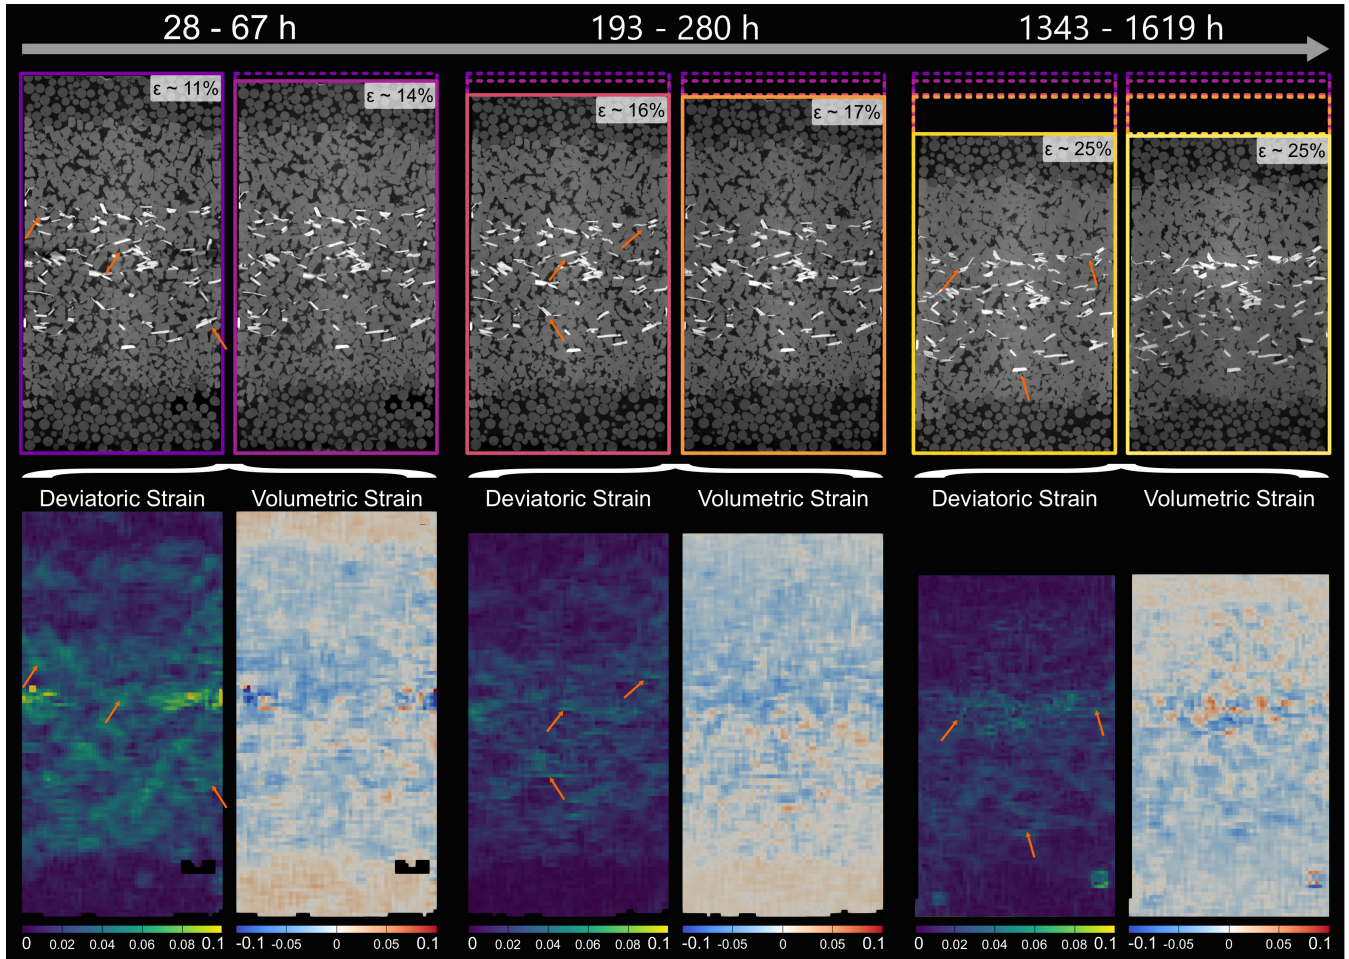 28 - 67 h 193 - 280 h 1343 - 1619 h
ε ~ 11% ε ~ 14% ε ~ 16% ε ~ 17% ε ~ 25% ε ~ 25%
Deviatoric Strain Volumetric Strain Deviatoric Strain Volumetric Strain Deviatoric Strain Volumetric Strain
0 0.02 0.04 0.06 0.08 0.1 -0.1 -0.05 0 0.05 0.1 0 0.02 0.04 0.06 0.08 0.1 -0.1 -0.05 0 0.05 0.1 0 0.02 0.04 0.06 0.08 0.1 -0.1 -0.05 0 0.05 0.1